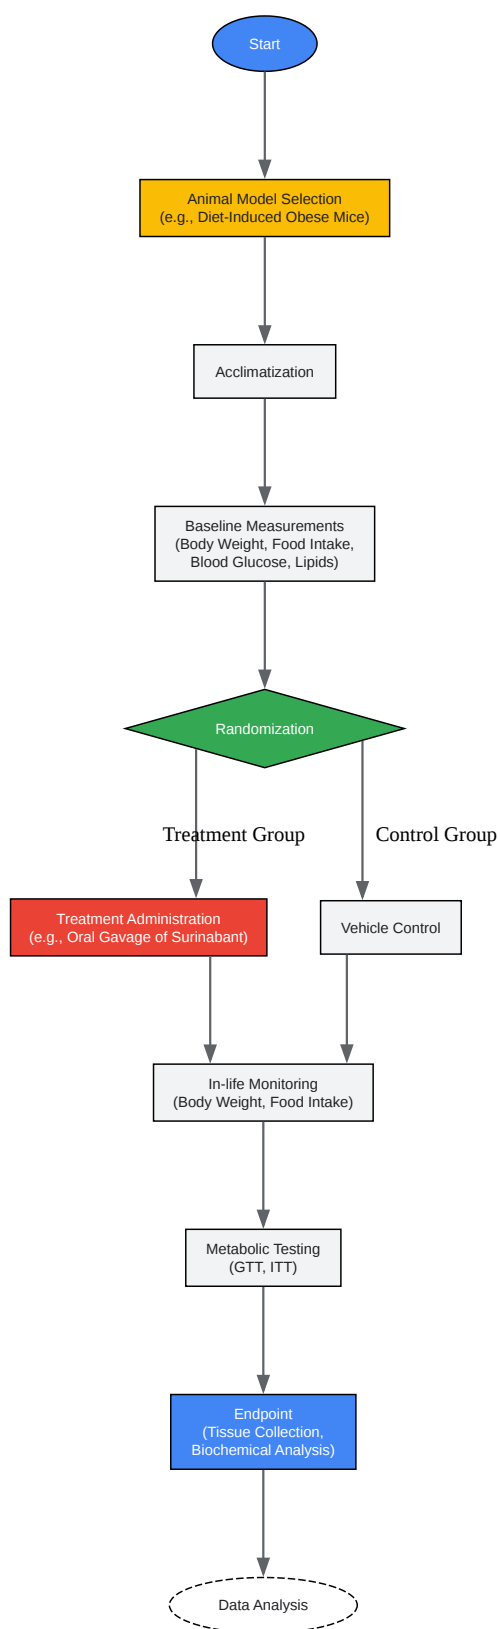 Start
Animal Model Selection
(e.g., Diet-Induced Obese Mice)
Acclimatization
Baseline Measurements
(Body Weight, Food Intake,
Blood Glucose, Lipids)
Randomization
Treatment Group
Control Group
Treatment Administration
(e.g., Oral Gavage of Surinabant)
Vehicle Control
In-life Monitoring
(Body Weight, Food Intake)
Metabolic Testing
(GTT, ITT)
Endpoint
(Tissue Collection,
Biochemical Analysis)
Data Analysis